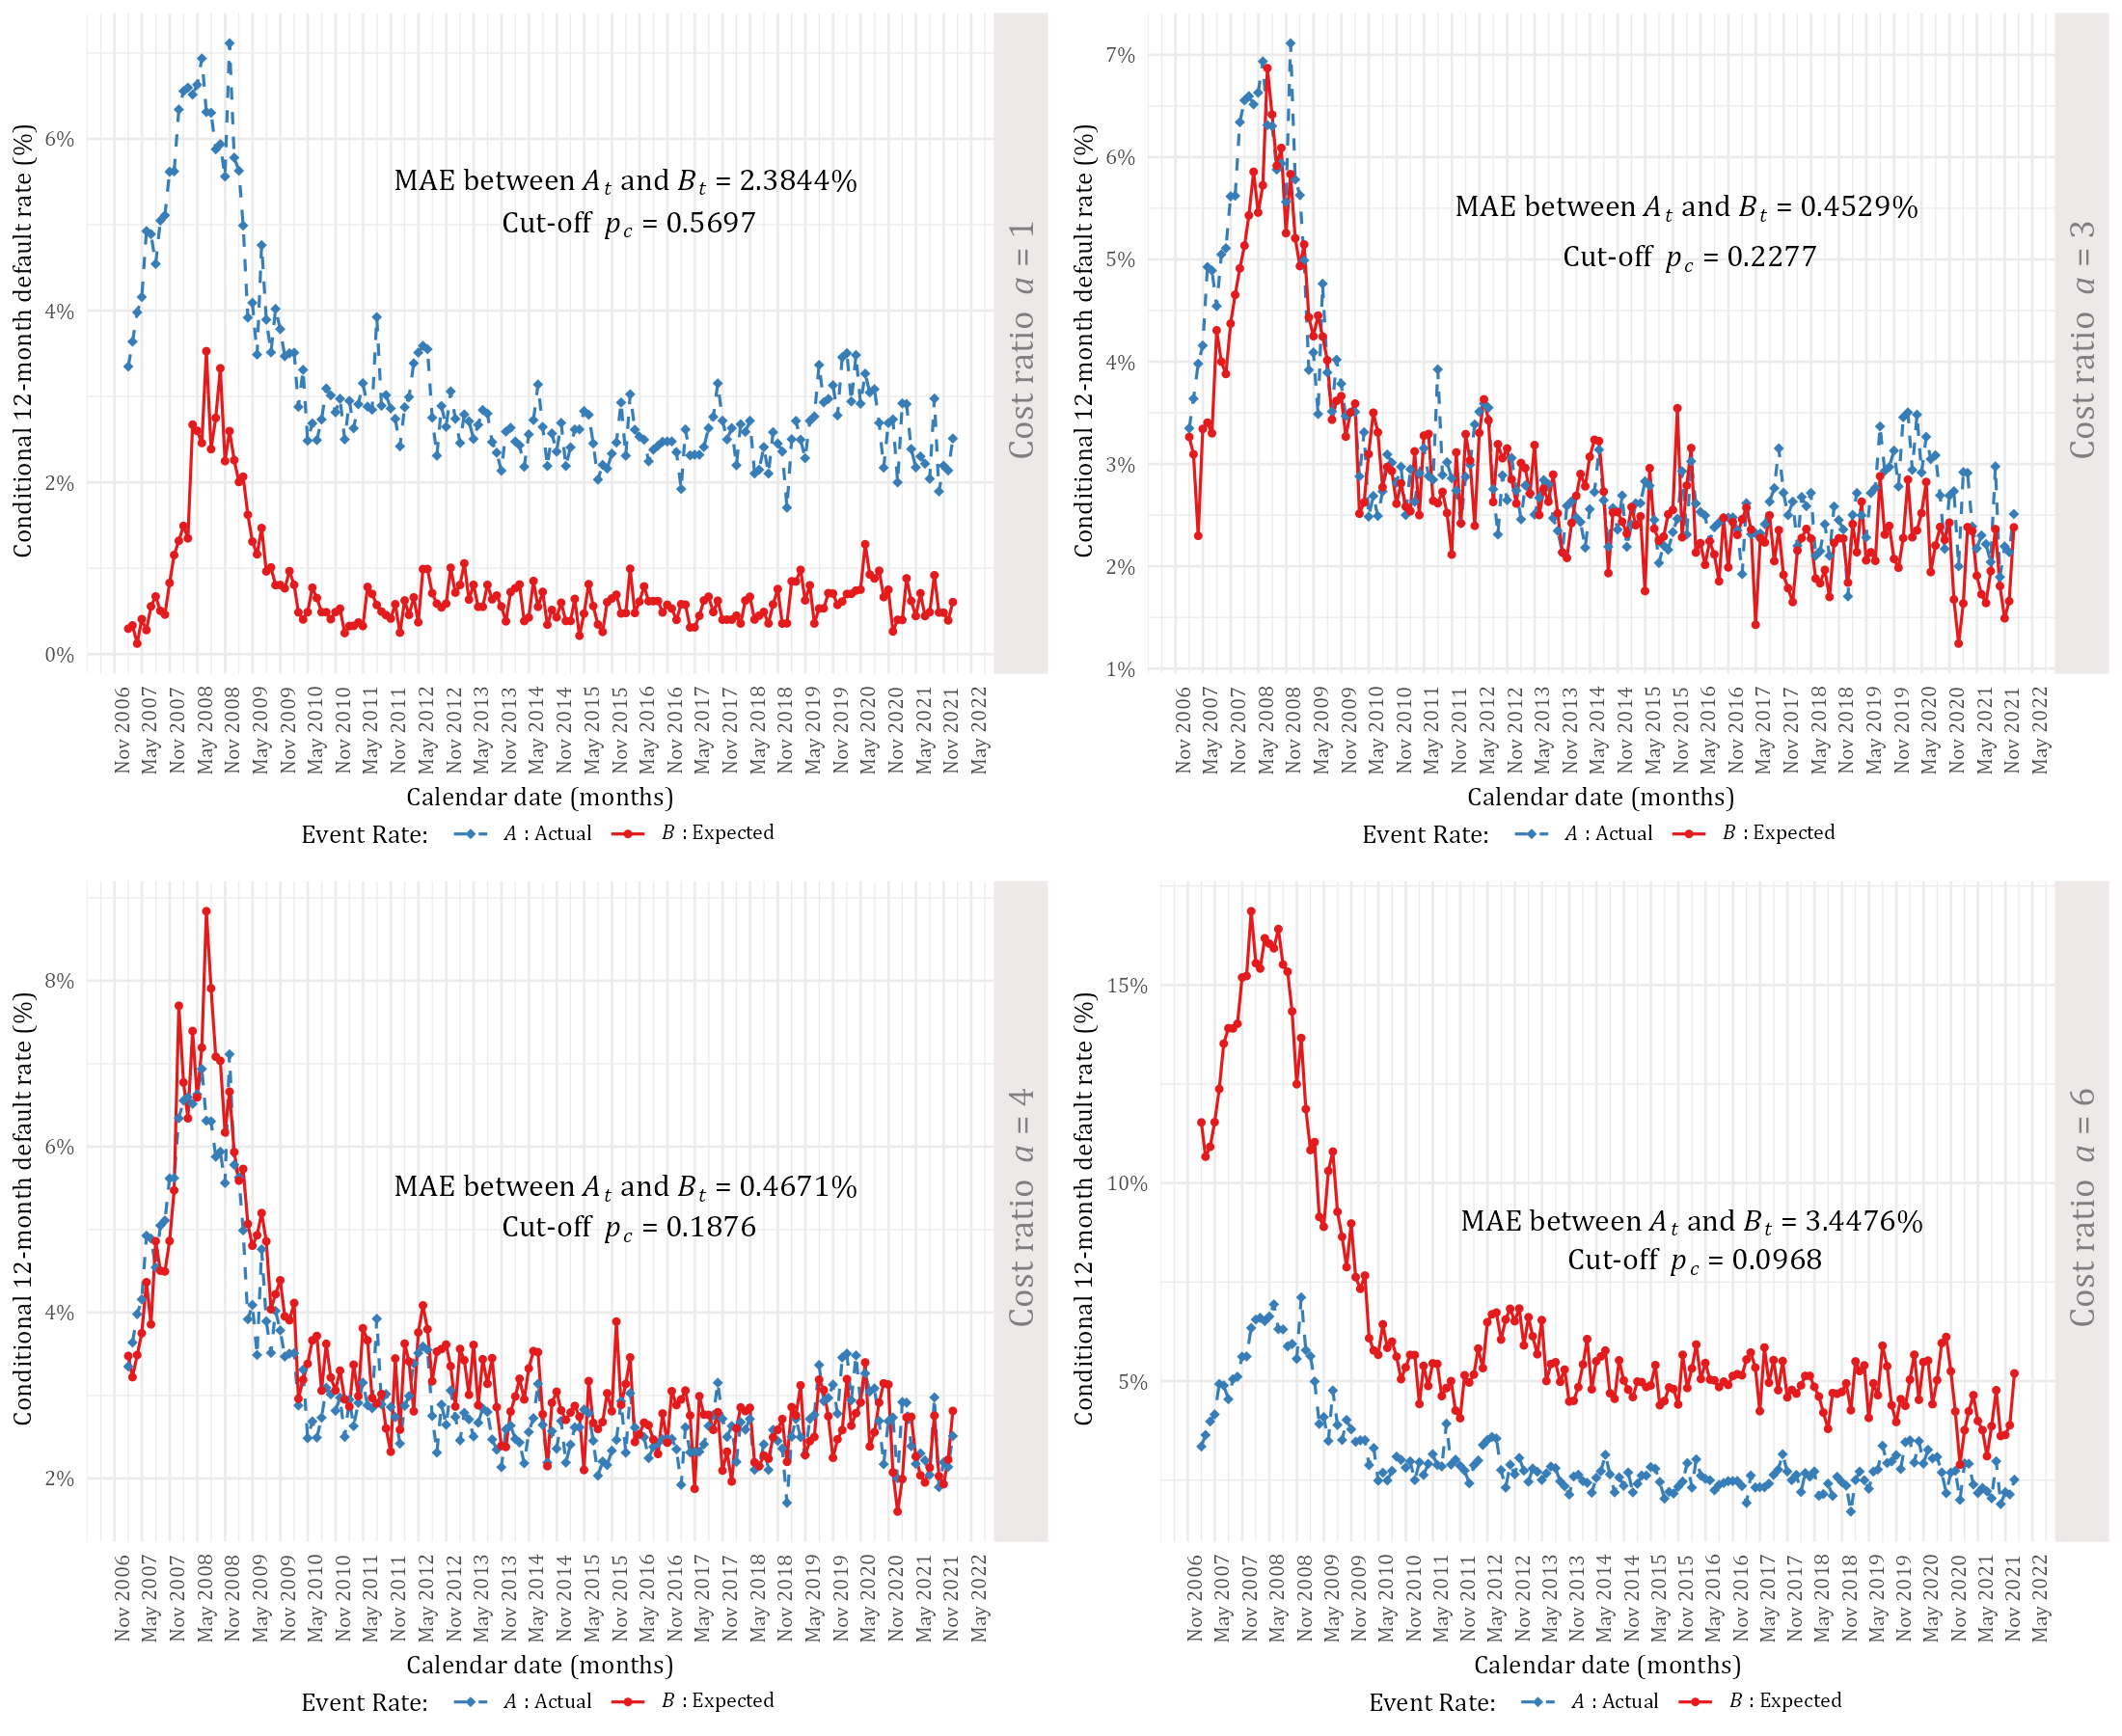 Conditional 12-month default rate (%)
6%
4%
2%
0%
MAE between A t and B t = 2.3844%
Cut-off p c = 0.5697
Cost ratio a = 1
Nov 2006
May 2007
Nov 2007
May 2008
Nov 2008
May 2009
Nov 2009
May 2010
Nov 2010
May 2011
Nov 2011
May 2012
Nov 2012
May 2013
Nov 2013
May 2014
Nov 2014
May 2015
Nov 2015
May 2016
Nov 2016
May 2017
Nov 2017
May 2018
Nov 2018
May 2019
Nov 2019
May 2020
Nov 2020
May 2021
Nov 2021
May 2022
Calendar date (months)
Event Rate: A : Actual B : Expected
Conditional 12-month default rate (%)
7%
6%
5%
4%
3%
2%
1%
MAE between A t and B t = 0.4529%
Cut-off p c = 0.2277
Cost ratio a = 3
Nov 2006
May 2007
Nov 2007
May 2008
Nov 2008
May 2009
Nov 2009
May 2010
Nov 2010
May 2011
Nov 2011
May 2012
Nov 2012
May 2013
Nov 2013
May 2014
Nov 2014
May 2015
Nov 2015
May 2016
Nov 2016
May 2017
Nov 2017
May 2018
Nov 2018
May 2019
Nov 2019
May 2020
Nov 2020
May 2021
Nov 2021
May 2022
Calendar date (months)
Event Rate: A : Actual B : Expected
Conditional 12-month default rate (%)
8%
6%
4%
2%
MAE between A t and B t = 0.4671%
Cut-off p c = 0.1876
Cost ratio a = 4
Nov 2006
May 2007
Nov 2007
May 2008
Nov 2008
May 2009
Nov 2009
May 2010
Nov 2010
May 2011
Nov 2011
May 2012
Nov 2012
May 2013
Nov 2013
May 2014
Nov 2014
May 2015
Nov 2015
May 2016
Nov 2016
May 2017
Nov 2017
May 2018
Nov 2018
May 2019
Nov 2019
May 2020
Nov 2020
May 2021
Nov 2021
May 2022
Calendar date (months)
Event Rate: A : Actual B : Expected
Conditional 12-month default rate (%)
15%
10%
5%
MAE between A t and B t = 3.4476%
Cut-off p c = 0.0968
Cost ratio a = 6
Nov 2006
May 2007
Nov 2007
May 2008
Nov 2008
May 2009
Nov 2009
May 2010
Nov 2010
May 2011
Nov 2011
May 2012
Nov 2012
May 2013
Nov 2013
May 2014
Nov 2014
May 2015
Nov 2015
May 2016
Nov 2016
May 2017
Nov 2017
May 2018
Nov 2018
May 2019
Nov 2019
May 2020
Nov 2020
May 2021
Nov 2021
May 2022
Calendar date (months)
Event Rate: A : Actual B : Expected